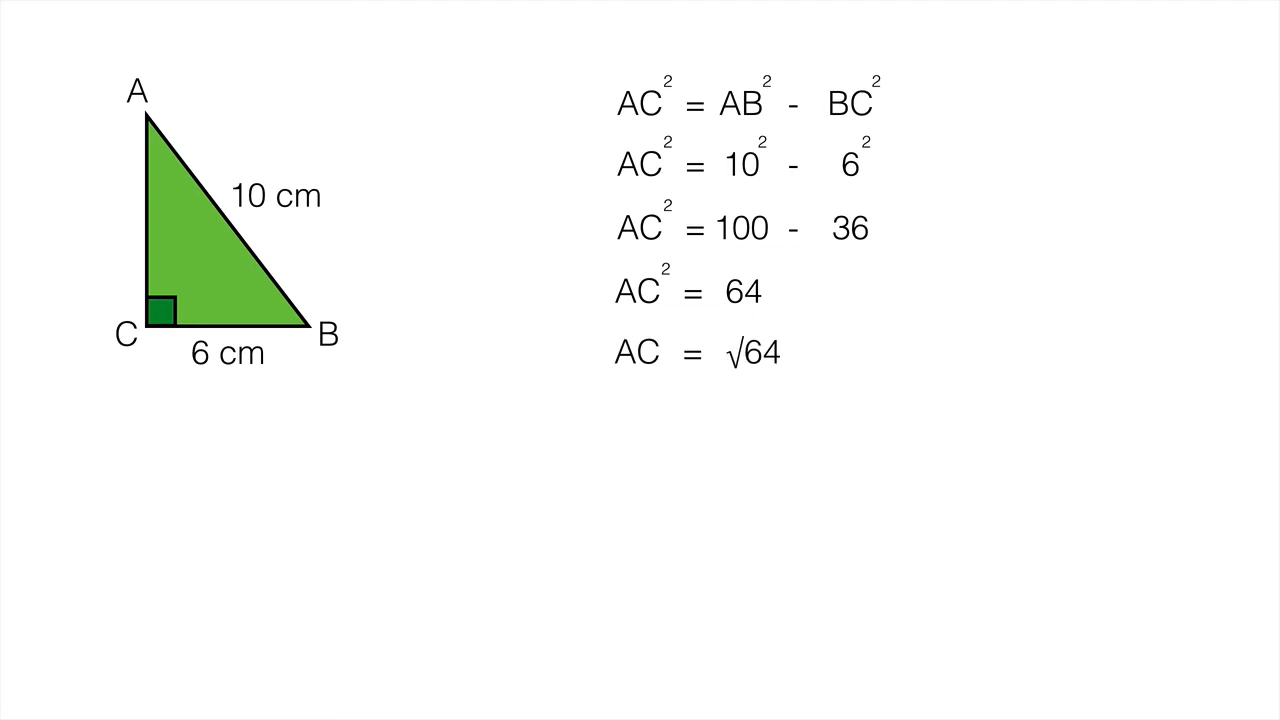 A
10 cm
C
B
6 cm
AC² = AB² - BC²
AC² = 10² - 6²
AC² = 100 - 36
AC² = 64
AC = √64